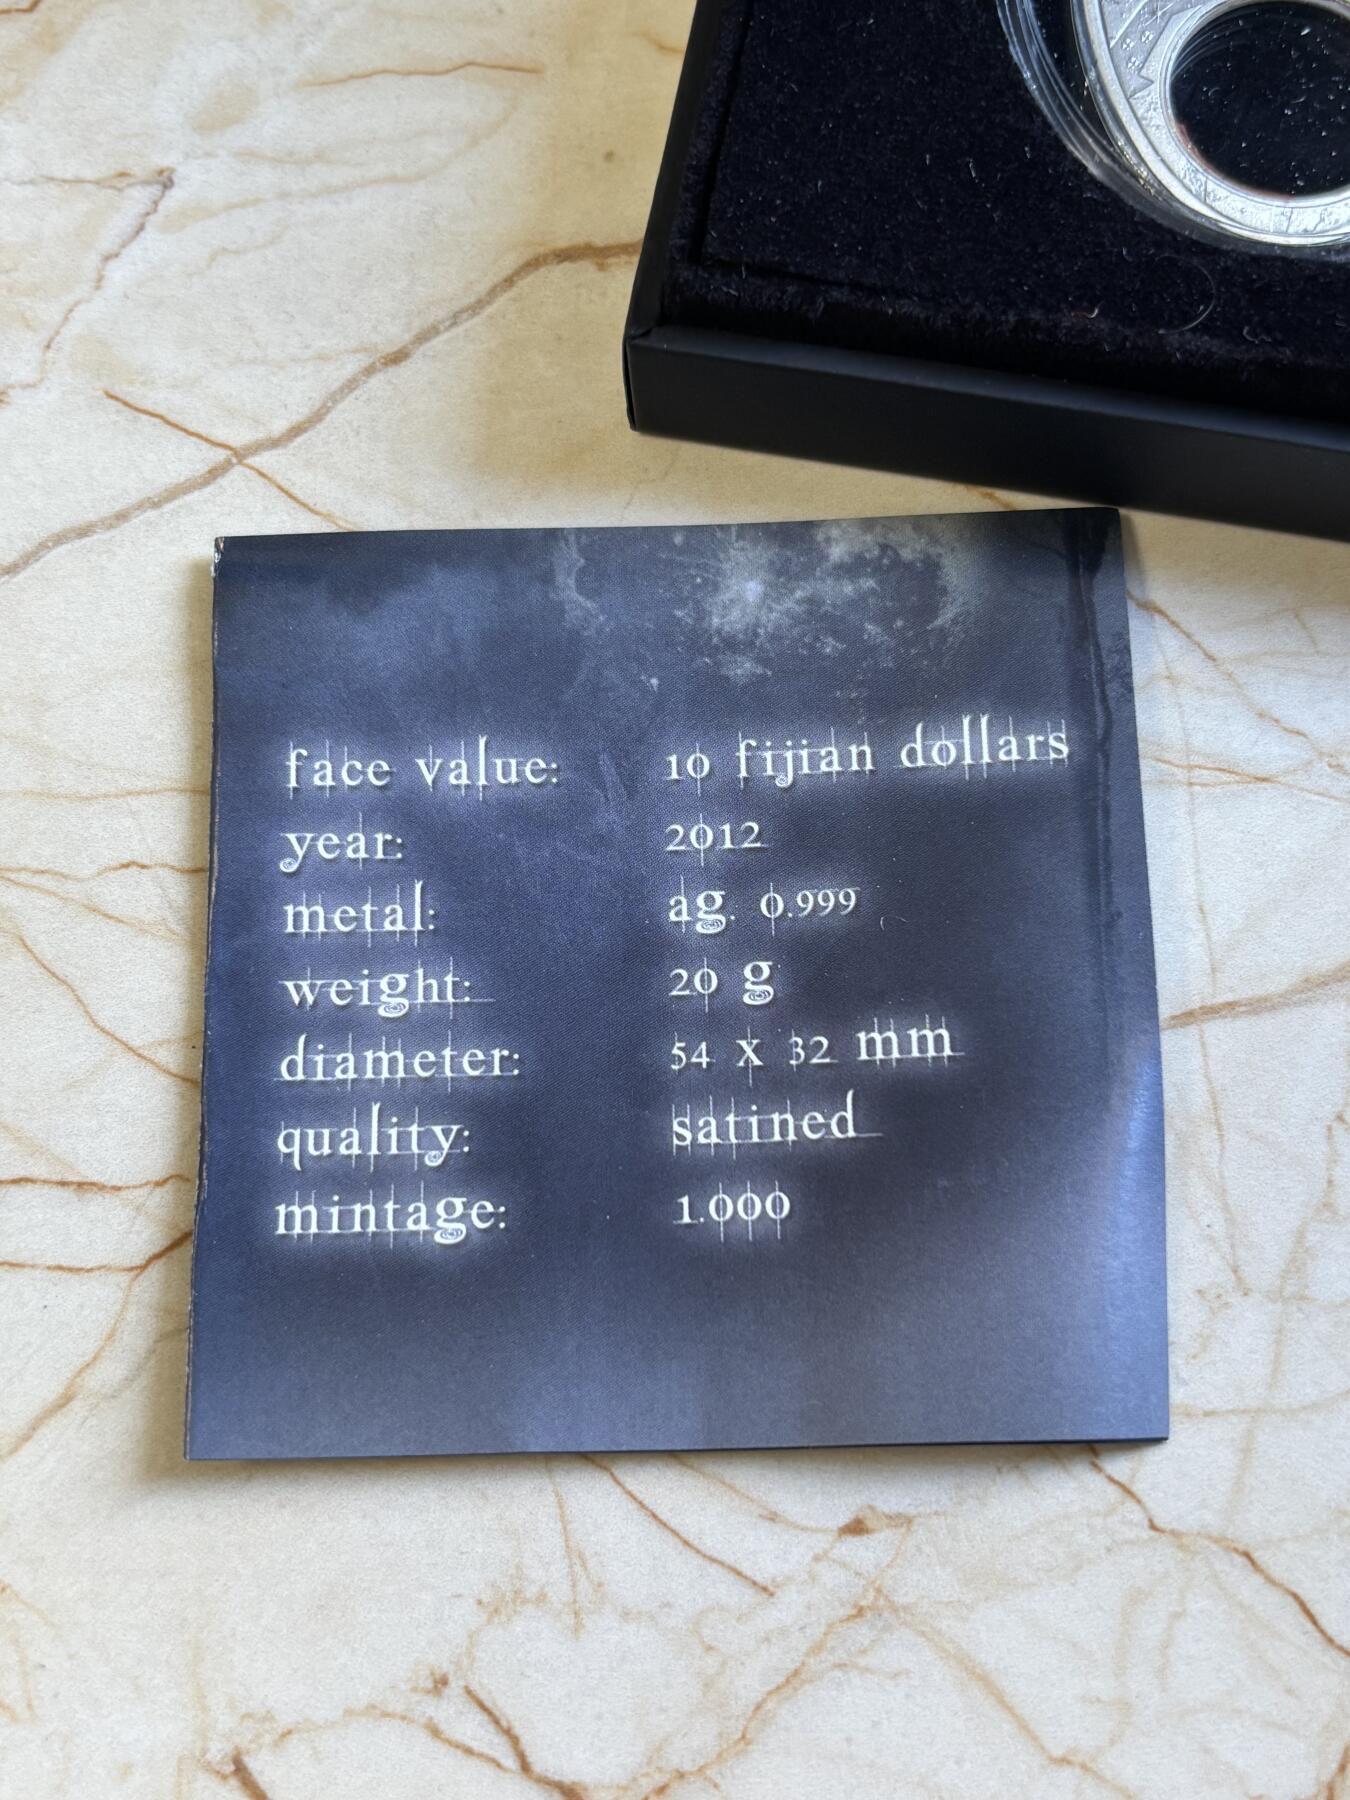 face value: 10 fijian dollars
year: 2012
metal: ag. 0.999
weight: 20 g
diameter: 54 x 32 mm
quality: satined
mintage: 1.000